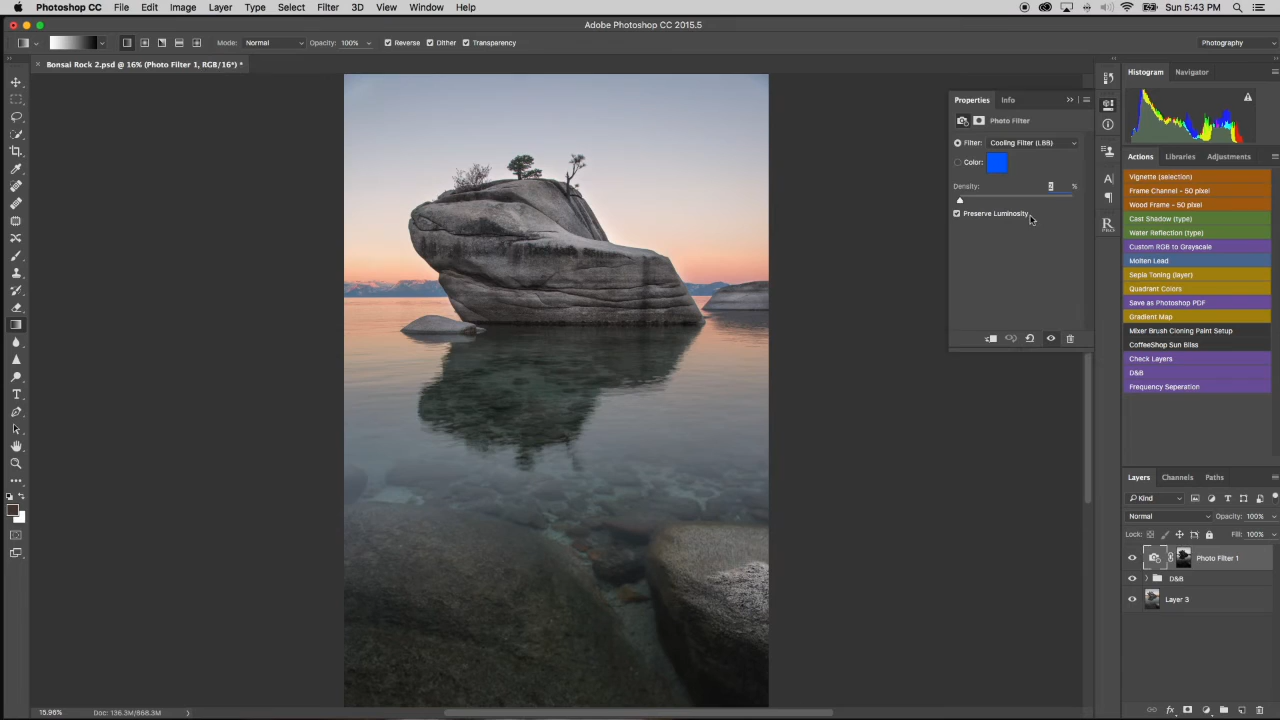 Photoshop CC File Edit Image Layer Type Select Filter 3D View Window Help Sun 5:43 PM
Adobe Photoshop CC 2015.5
Mode: Normal Opacity: 100% Reverse Dither Transparency Photography
Bonsai Rock 2.psd @ 16% (Photo Filter 1, RGB/16*) *
Histogram Navigator
Properties Info
Photo Filter
Filter: Cooling Filter (LBB)
Color:
Density: %
Preserve Luminosity
Actions Libraries Adjustments
Vignette (selection)
Frame Channel - 50 pixel
Wood Frame - 50 pixel
Cast Shadow (type)
Water Reflection (type)
Custom RGB to Grayscale
Molten Lead
Sepia Toning (layer)
Quadrant Colors
Save as Photoshop PDF
Gradient Map
Mixer Brush Cloning Paint Setup
CoffeeShop Sun Bliss
Check Layers
D&B
Frequency Seperation
Layers Channels Paths
Kind
Normal Opacity: 100%
Lock: Fill: 100%
Photo Filter 1
D&B
Layer 3
15.96% Doc: 136.3M/868.3M